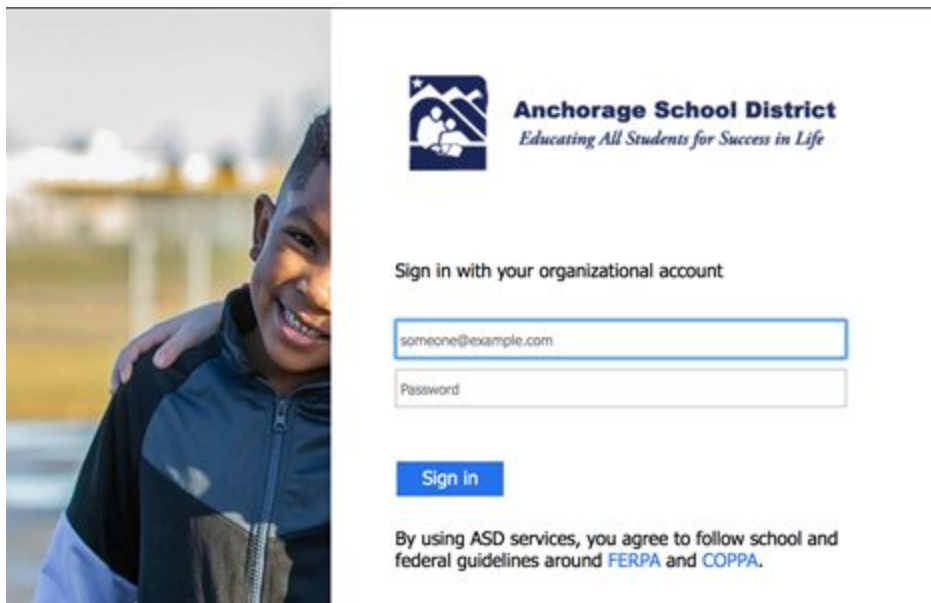 Anchorage School District
Educating All Students for Success in Life
Sign in with your organizational account
someone@example.com
Password
Sign in
By using ASD services, you agree to follow school and
federal guidelines around FERPA and COPPA.